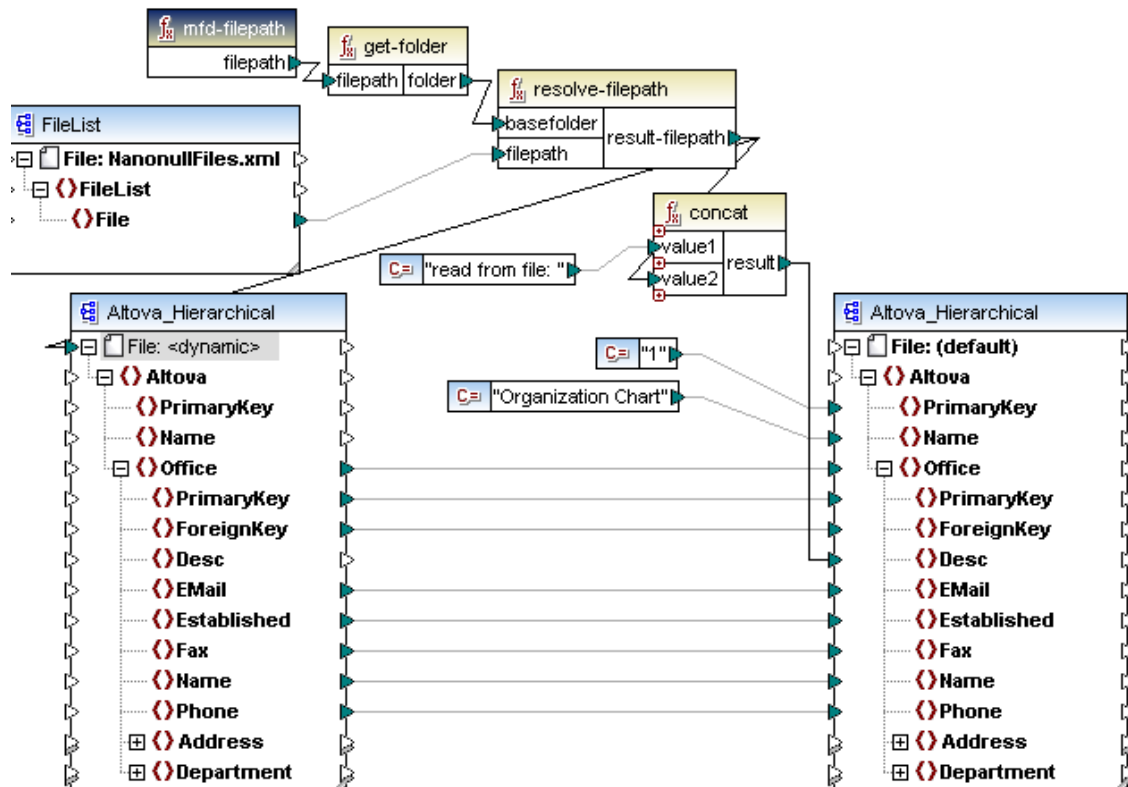 mfd-filepath
filepath
get-folder
filepath folder
resolve-filepath
basefolder
result-filepath
filepath
FileList
File: NanonullFiles.xml
FileList
File
concat
value1
result
value2
C= "read from file: "
Altova_Hierarchical
File: <dynamic>
Altova
PrimaryKey
Name
Office
PrimaryKey
ForeignKey
Desc
EMail
Established
Fax
Name
Phone
Address
Department
C= "1"
C= "Organization Chart"
Altova_Hierarchical
File: (default)
Altova
PrimaryKey
Name
Office
PrimaryKey
ForeignKey
Desc
EMail
Established
Fax
Name
Phone
Address
Department